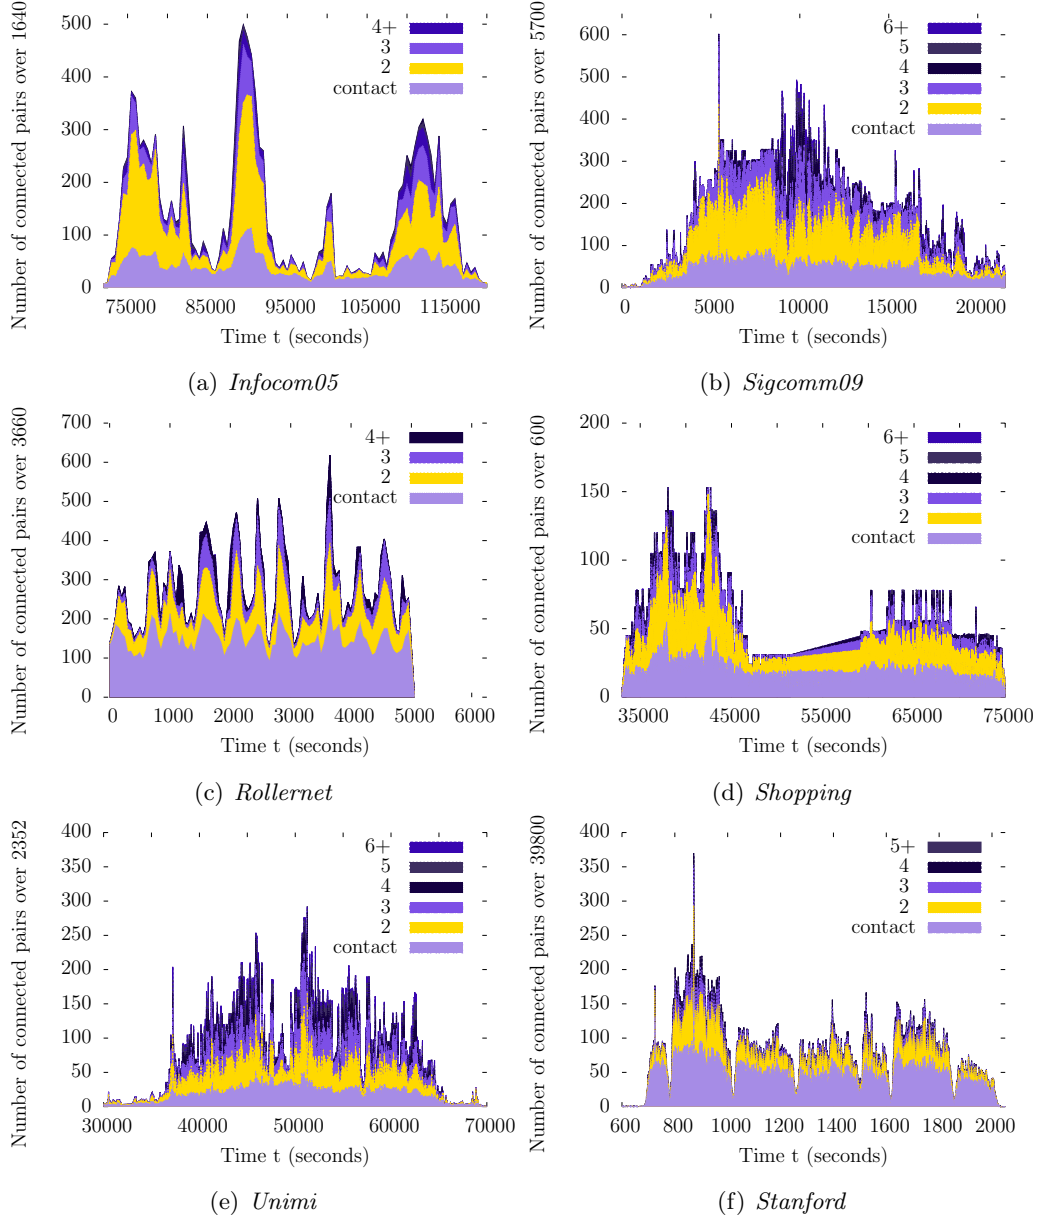 Number of connected pairs over 1640
500
400
300
200
100
0
4+
3
2
contact
75000 85000 95000 105000 115000
Time t (seconds)
(a) Infocom05
Number of connected pairs over 5700
600
500
400
300
200
100
0
6+
5
4
3
2
contact
0 5000 10000 15000 20000
Time t (seconds)
(b) Sigcomm09
Number of connected pairs over 3660
700
600
500
400
300
200
100
0
4+
3
2
contact
0 1000 2000 3000 4000 5000 6000
Time t (seconds)
(c) Rollernet
Number of connected pairs over 600
200
150
100
50
0
6+
5
4
3
2
contact
35000 45000 55000 65000 75000
Time t (seconds)
(d) Shopping
Number of connected pairs over 2352
400
350
300
250
200
150
100
50
0
6+
5
4
3
2
contact
30000 40000 50000 60000 70000
Time t (seconds)
(e) Unimi
Number of connected pairs over 39800
400
350
300
250
200
150
100
50
0
5+
4
3
2
contact
600 800 1000 1200 1400 1600 1800 2000
Time t (seconds)
(f) Stanford